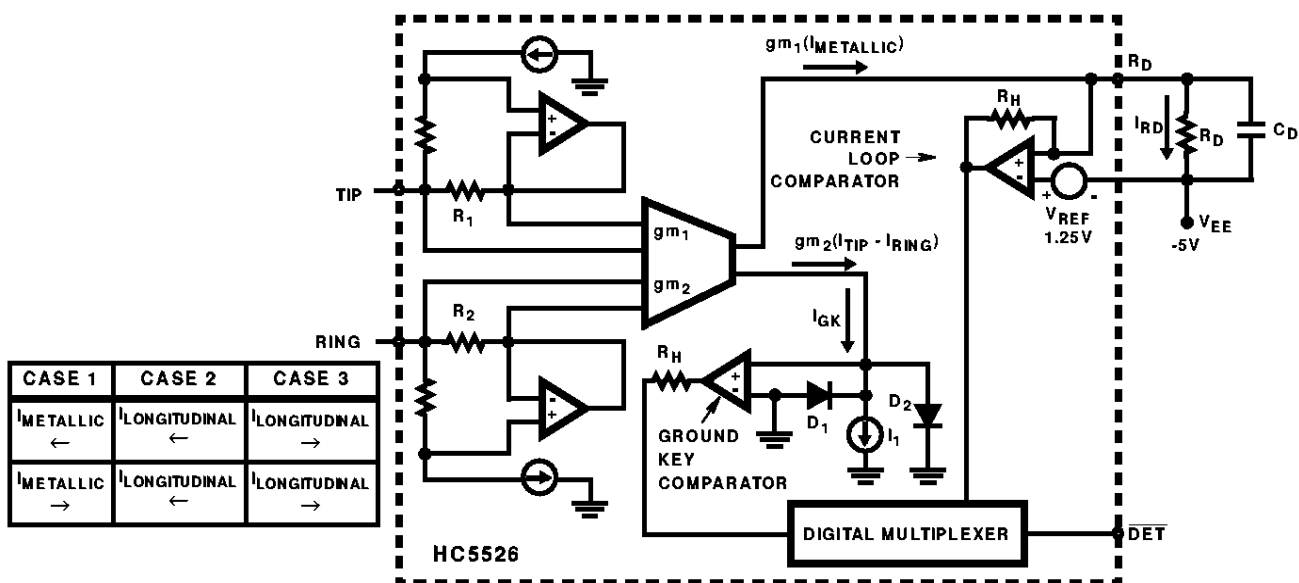 gm1(IMETALLIC)
RD
RH
+
-
CURRENT
LOOP →
COMPARATOR
IRD
RD
CD
+
-
VREF
1.25V
VEE
-5V
+
-
TIP
R1
gm1
gm2
gm2(ITIP - IRING)
RING
R2
IGK
RH
+
-
D1
D2
I1
GROUND
KEY
COMPARATOR
-
+
CASE 1 CASE 2 CASE 3
IMETALLIC ← ILONGITUDINAL ← ILONGITUDINAL →
IMETALLIC → ILONGITUDINAL ← ILONGITUDINAL →
DIGITAL MULTIPLEXER
DET
HC5526